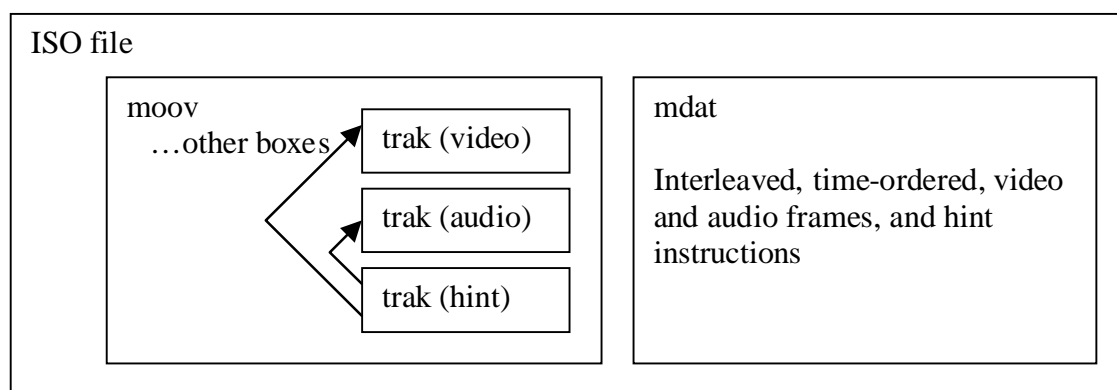 ISO file
moov
…other boxes
trak (video)
trak (audio)
trak (hint)
mdat
Interleaved, time-ordered, video
and audio frames, and hint
instructions